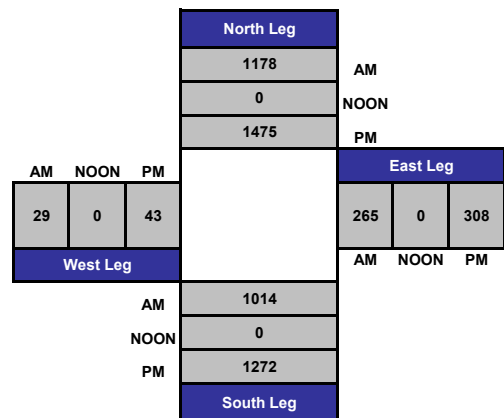 North Leg
1178 AM
0 NOON
1475 PM
AM NOON PM
East Leg
29 0 43
265 0 308
West Leg
AM NOON PM
AM 1014
NOON 0
PM 1272
South Leg